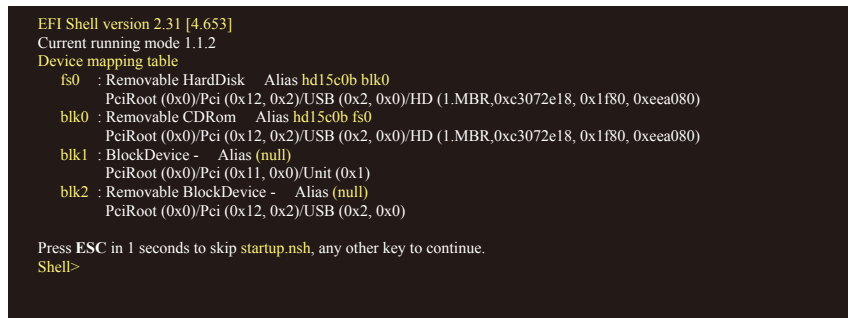 EFI Shell version 2.31 [4.653]
Current running mode 1.1.2
Device mapping table
fs0 : Removable HardDisk Alias hd15c0b blk0
PciRoot (0x0)/Pci (0x12, 0x2)/USB (0x2, 0x0)/HD (1.MBR,0xc3072e18, 0x1f80, 0xeea080)
blk0 : Removable CDRom Alias hd15c0b fs0
PciRoot (0x0)/Pci (0x12, 0x2)/USB (0x2, 0x0)/HD (1.MBR,0xc3072e18, 0x1f80, 0xeea080)
blk1 : BlockDevice - Alias (null)
PciRoot (0x0)/Pci (0x11, 0x0)/Unit (0x1)
blk2 : Removable BlockDevice - Alias (null)
PciRoot (0x0)/Pci (0x12, 0x2)/USB (0x2, 0x0)
Press ESC in 1 seconds to skip startup.nsh, any other key to continue.
Shell>